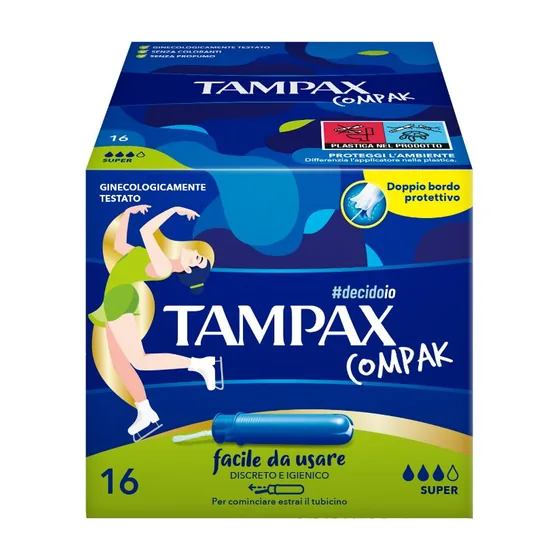 GINECOLOGICAMENTE TESTATO
SENZA COLORANTI
SENZA PROFUMO
TAMPAX
COMPAK
16
SUPER
PLASTICA NEL PRODOTTO
PROTEGGI L'AMBIENTE
Differenzia l'applicatore nella plastica.
GINECOLOGICAMENTE
TESTATO
Doppio bordo
protettivo
#decidoio
TAMPAX
COMPAK
facile da usare
DISCRETO E IGIENICO
Per cominciare estrai il tubicino
16
SUPER